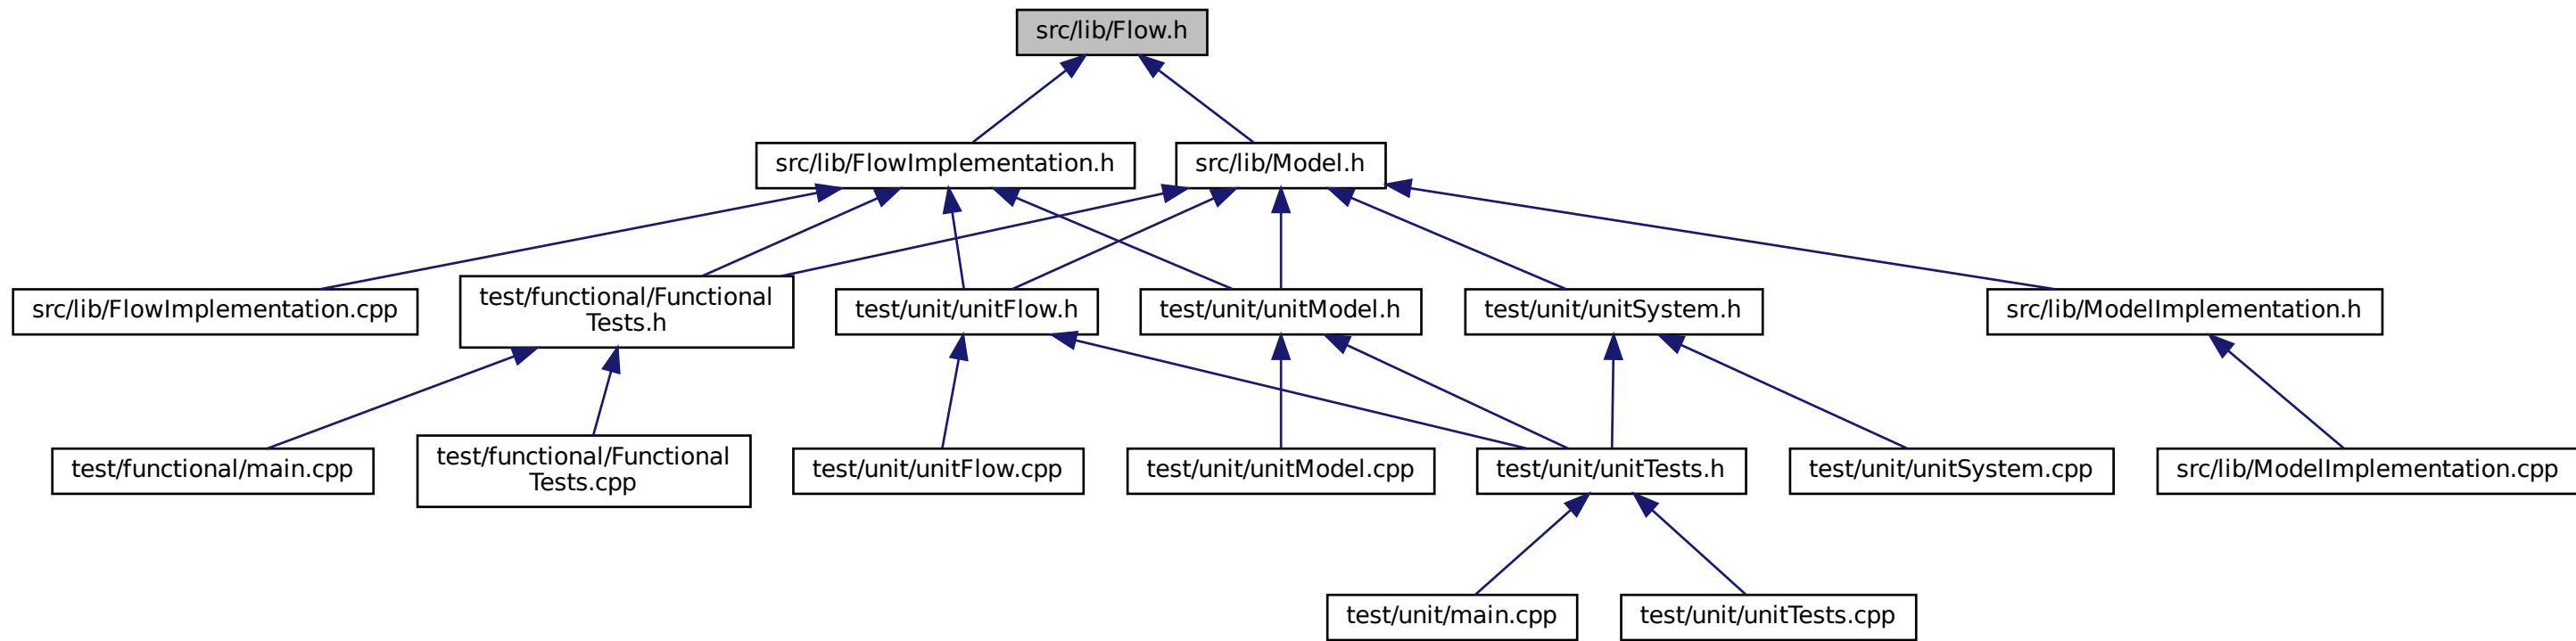 src/lib/Flow.h
src/lib/FlowImplementation.h
src/lib/Model.h
src/lib/FlowImplementation.cpp
test/functional/Functional
Tests.h
test/unit/unitFlow.h
test/unit/unitModel.h
test/unit/unitSystem.h
src/lib/ModelImplementation.h
test/functional/main.cpp
test/functional/Functional
Tests.cpp
test/unit/unitFlow.cpp
test/unit/unitModel.cpp
test/unit/unitTests.h
test/unit/unitSystem.cpp
src/lib/ModelImplementation.cpp
test/unit/main.cpp
test/unit/unitTests.cpp